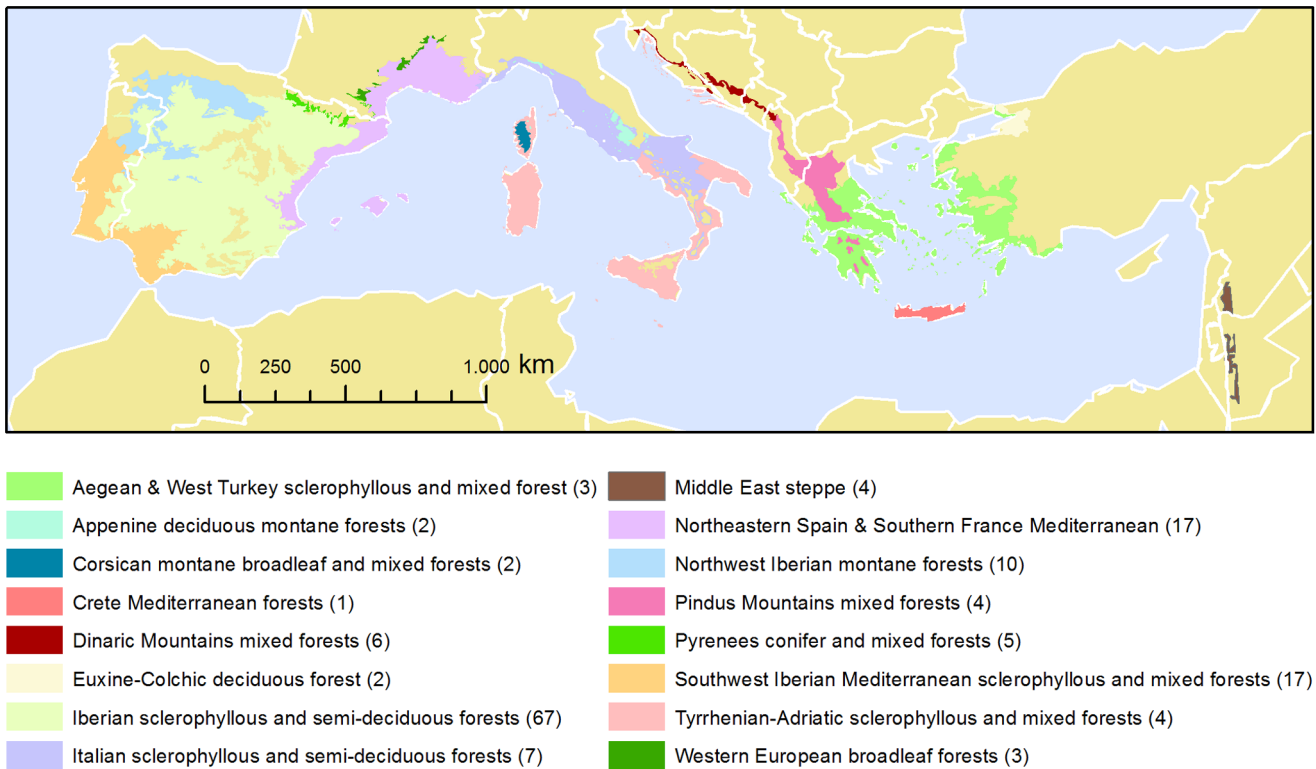 0 250 500 1.000 km
Aegean & West Turkey sclerophyllous and mixed forest (3)
Appenine deciduous montane forests (2)
Corsican montane broadleaf and mixed forests (2)
Crete Mediterranean forests (1)
Dinaric Mountains mixed forests (6)
Euxine-Colchic deciduous forest (2)
Iberian sclerophyllous and semi-deciduous forests (67)
Italian sclerophyllous and semi-deciduous forests (7)
Middle East steppe (4)
Northeastern Spain & Southern France Mediterranean (17)
Northwest Iberian montane forests (10)
Pindus Mountains mixed forests (4)
Pyrenees conifer and mixed forests (5)
Southwest Iberian Mediterranean sclerophyllous and mixed forests (17)
Tyrrhenian-Adriatic sclerophyllous and mixed forests (4)
Western European broadleaf forests (3)